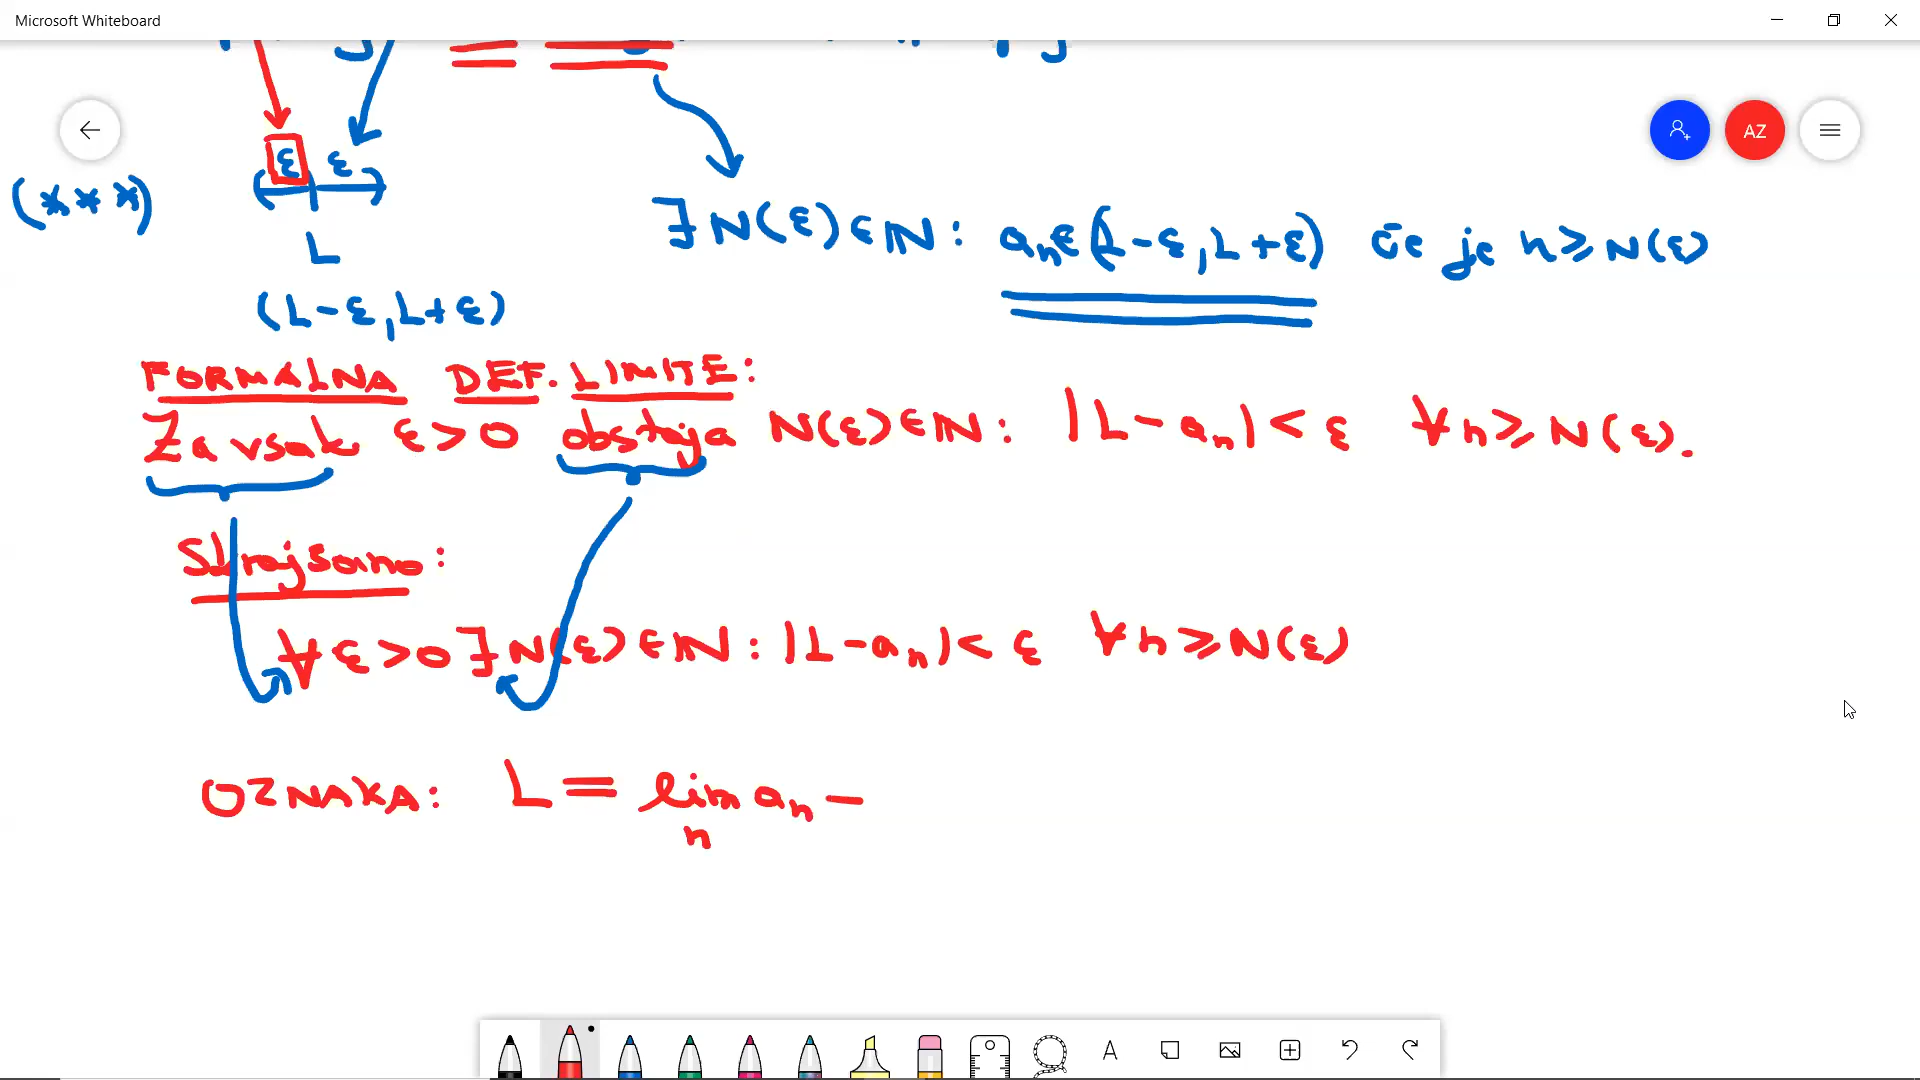 Microsoft Whiteboard
AZ
ε ε
(***)
L
∃ N(ε) ∈ ℕ: aₙ ∈ (L-ε, L+ε) če je n ≥ N(ε)
(L-ε, L+ε)
FORMALNA DEF. LIMITE:
Za vsak ε > 0 obstaja N(ε) ∈ ℕ: |L - aₙ| < ε ∀ n ≥ N(ε).
Skrajšano:
∀ ε > 0 ∃ N(ε) ∈ ℕ: |L - aₙ| < ε ∀ n ≥ N(ε)
OZNAKA: L = lim aₙ –
n
A